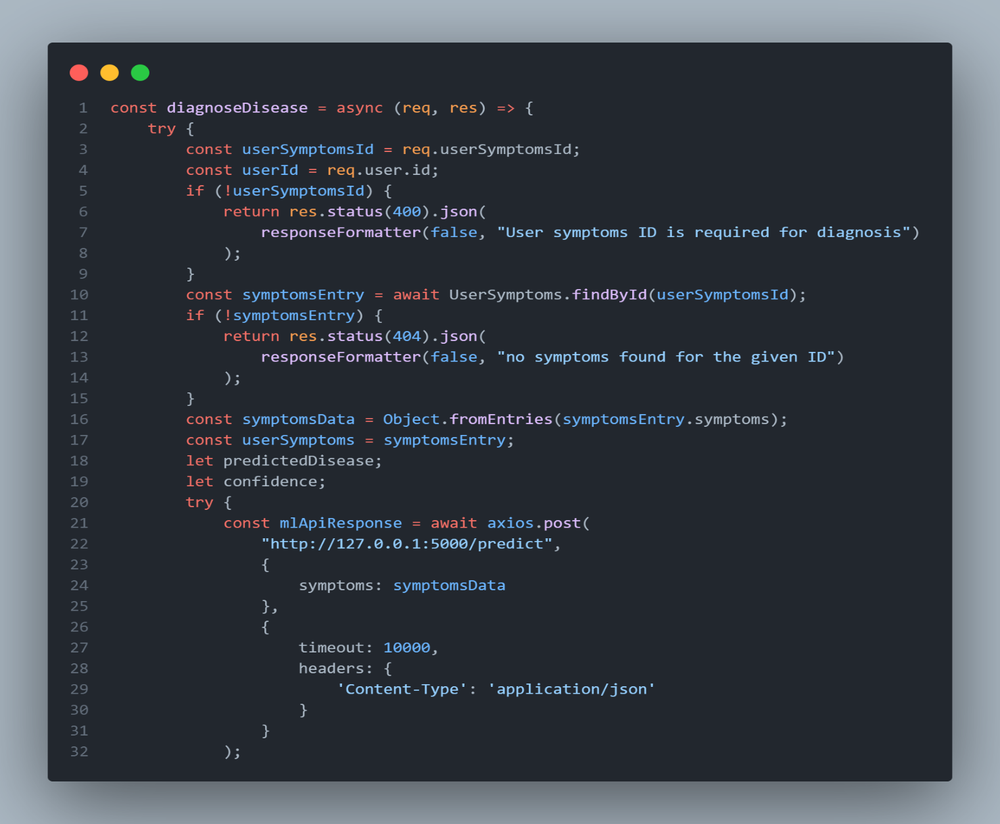 1 const diagnoseDisease = async (req, res) => {
2     try {
3         const userSymptomsId = req.userSymptomsId;
4         const userId = req.user.id;
5         if (!userSymptomsId) {
6             return res.status(400).json(
7                 responseFormatter(false, "User symptoms ID is required for diagnosis")
8             );
9         }
10         const symptomsEntry = await UserSymptoms.findById(userSymptomsId);
11         if (!symptomsEntry) {
12             return res.status(404).json(
13                 responseFormatter(false, "no symptoms found for the given ID")
14             );
15         }
16         const symptomsData = Object.fromEntries(symptomsEntry.symptoms);
17         const userSymptoms = symptomsEntry;
18         let predictedDisease;
19         let confidence;
20         try {
21             const mlApiResponse = await axios.post(
22                 "http://127.0.0.1:5000/predict",
23                 {
24                     symptoms: symptomsData
25                 },
26                 {
27                     timeout: 10000,
28                     headers: {
29                         'Content-Type': 'application/json'
30                     }
31                 }
32             );